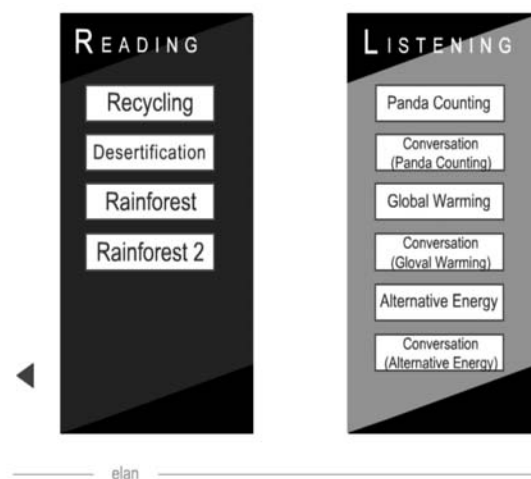 READING
Recycling
Desertification
Rainforest
Rainforest 2
LISTENING
Panda Counting
Conversation
(Panda Counting)
Global Warming
Conversation
(Gloval Warming)
Alternative Energy
Conversation
(Alternative Energy)
elan